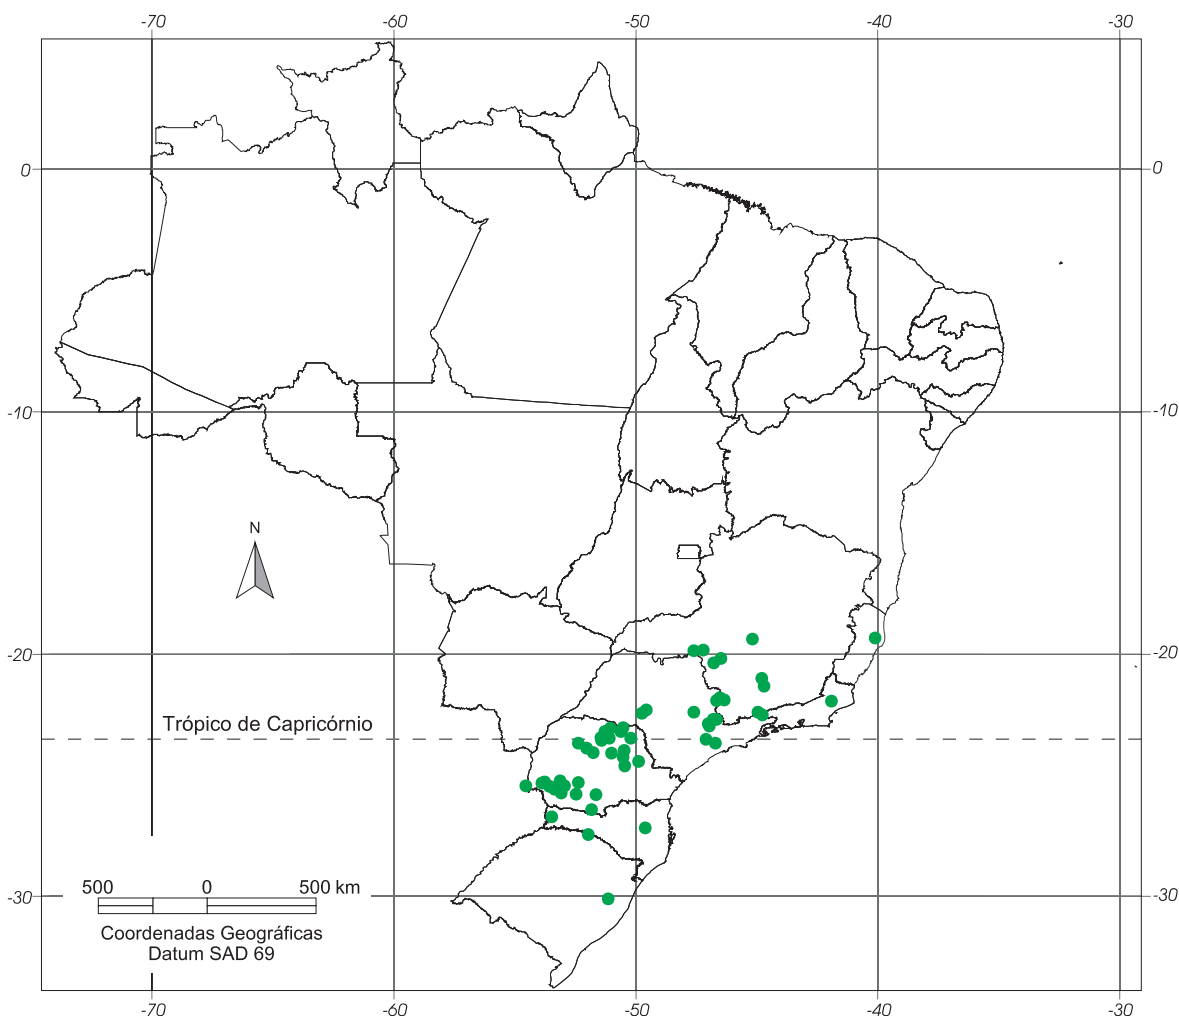 -70 -60 -50 -40 -30
0 0
-10 -10
N
-20 -20
Trópico de Capricórnio
500 0 500 km
-30 -30
Coordenadas Geográficas
Datum SAD 69
-70 -60 -50 -40 -30